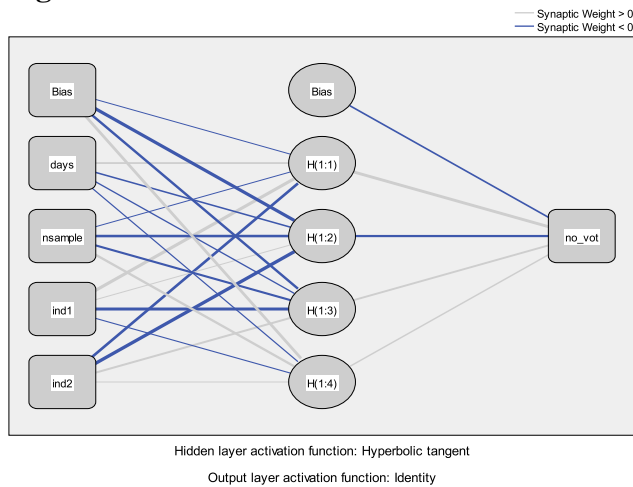 Synaptic Weight > 0
Synaptic Weight < 0
Bias
Bias
days
H(1:1)
nsample
H(1:2)
no_vot
ind1
H(1:3)
ind2
H(1:4)
Hidden layer activation function: Hyperbolic tangent
Output layer activation function: Identity